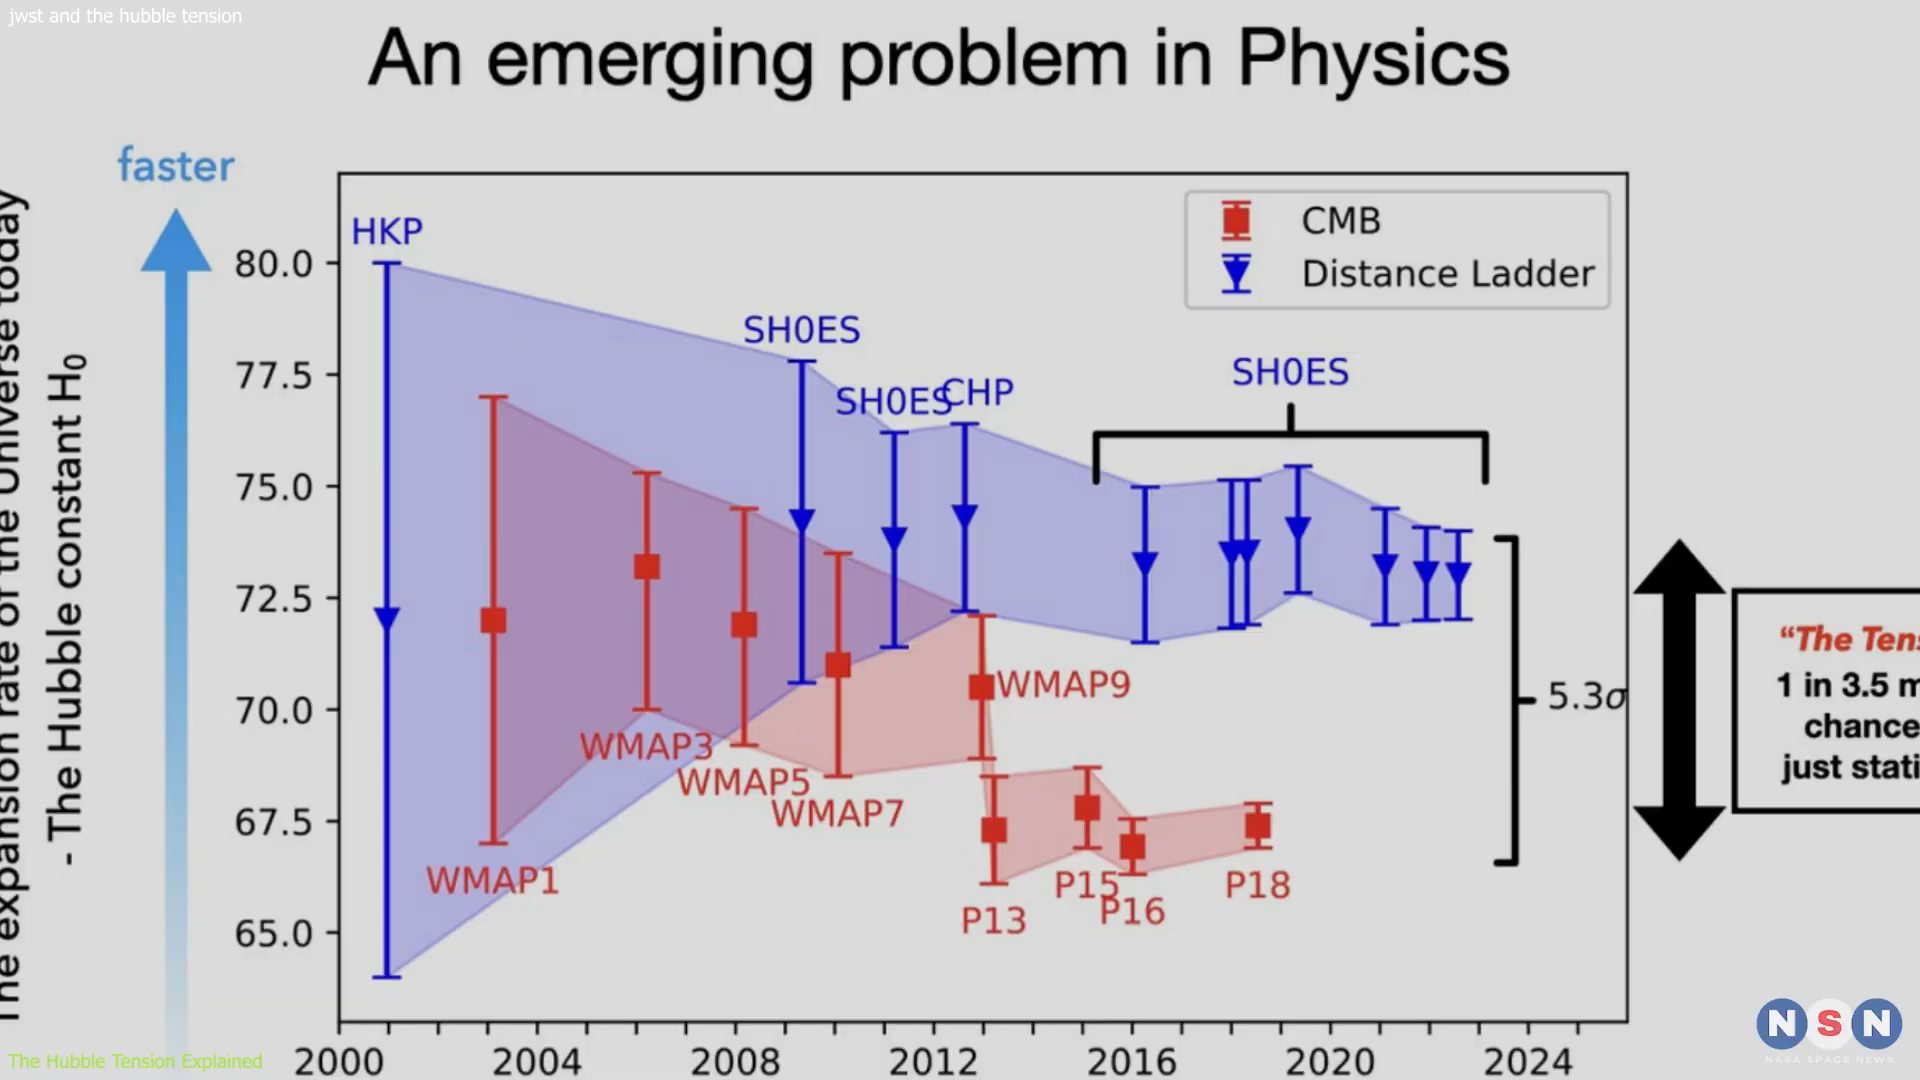 jwst and the hubble tension
An emerging problem in Physics
faster
The expansion rate of the Universe today
- The Hubble constant H₀
80.0
77.5
75.0
72.5
70.0
67.5
65.0
HKP
SH0ES
SH0ES
CHP
SH0ES
CMB
Distance Ladder
WMAP1
WMAP3
WMAP5
WMAP7
WMAP9
P13
P15
P16
P18
5.3σ
“The Tens
1 in 3.5 m
chance
just stati
2000
2004
2008
2012
2016
2020
2024
The Hubble Tension Explained
NSN
NASA SPACE NEWS